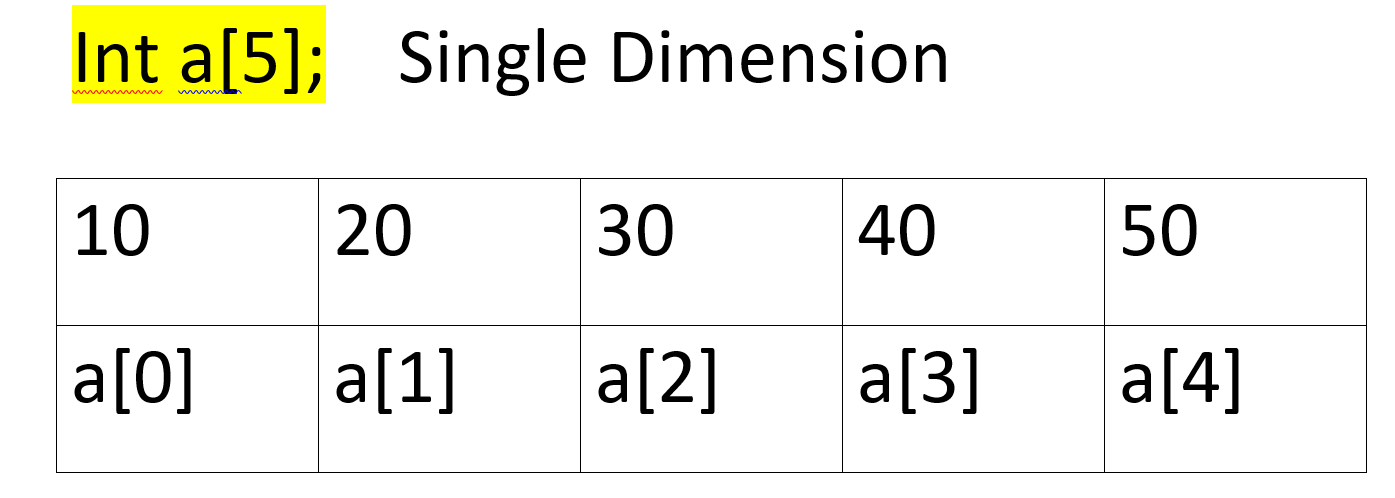 Int a[5]; Single Dimension
10 20 30 40 50
a[0] a[1] a[2] a[3] a[4]